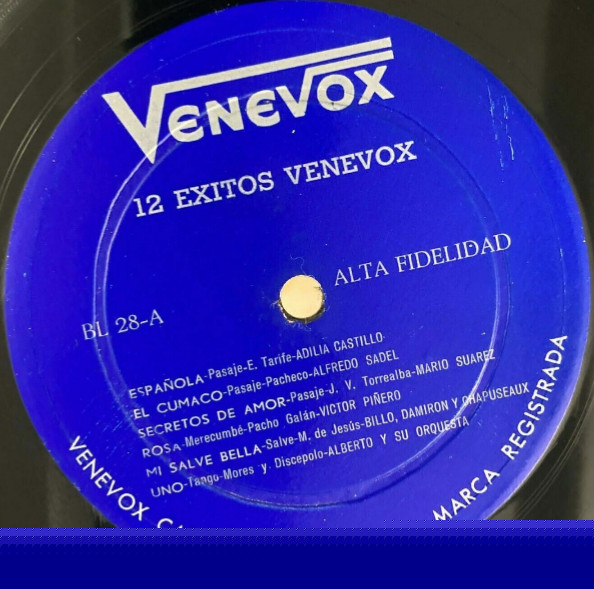 VENEVOX
12 EXITOS VENEVOX
ALTA FIDELIDAD
BL 28-A
ESPAÑOLA-Pasaje-E. Tarife-ADILIA CASTILLO
EL CUMACO-Pasaje-Pacheco-ALFREDO SADEL
SECRETOS DE AMOR-Pasaje-J. V. Torrealba-MARIO SUAREZ
ROSA-Merecumbé-Pacho Galán-VICTOR PIÑERO
MI SALVE BELLA-Salve-M. de Jesús-BILLO, DAMIRON Y CHAPUSEAUX
UNO-Tango-Mores y Discepolo-ALBERTO Y SU ORQUESTA
VENEVOX
MARCA REGISTRADA